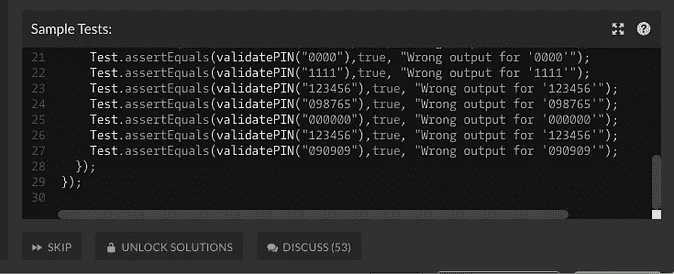 Sample Tests:
21 Test.assertEquals(validatePIN("0000"),true, "Wrong output for '0000'");
22 Test.assertEquals(validatePIN("1111"),true, "Wrong output for '1111'");
23 Test.assertEquals(validatePIN("123456"),true, "Wrong output for '123456'");
24 Test.assertEquals(validatePIN("098765"),true, "Wrong output for '098765'");
25 Test.assertEquals(validatePIN("000000"),true, "Wrong output for '000000'");
26 Test.assertEquals(validatePIN("123456"),true, "Wrong output for '123456'");
27 Test.assertEquals(validatePIN("090909"),true, "Wrong output for '090909'");
28 });
29 });
30
SKIP UNLOCK SOLUTIONS DISCUSS (53)